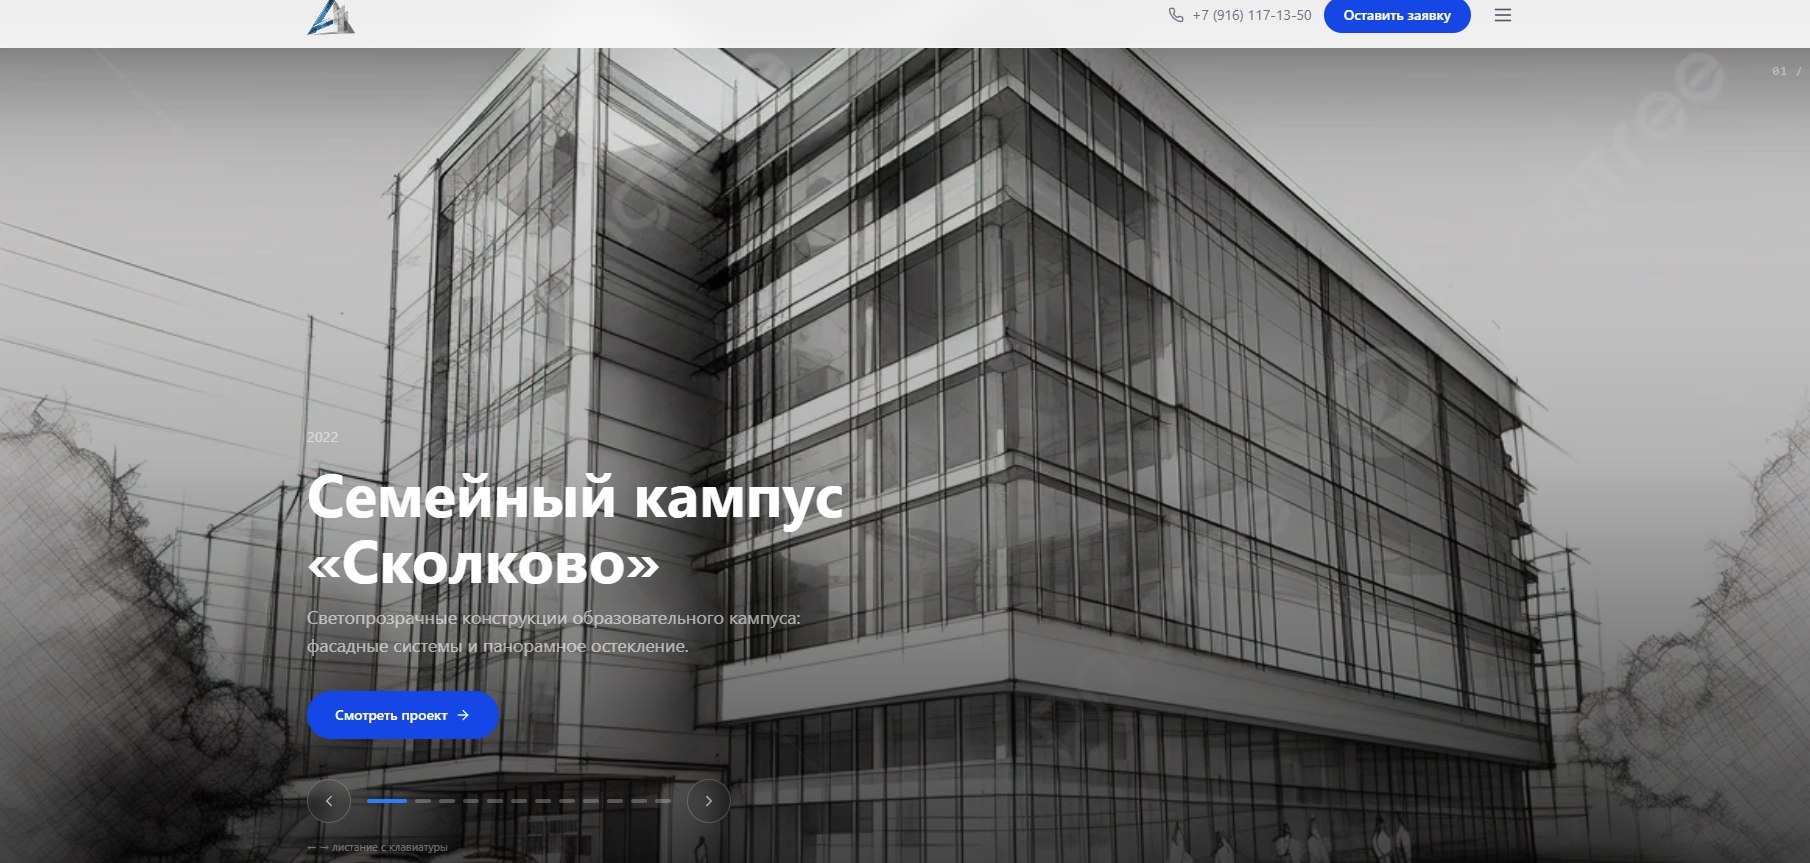 +7 (916) 117-13-50
Оставить заявку
01 /
2022
Семейный кампус
«Сколково»
Светопрозрачные конструкции образовательного кампуса:
фасадные системы и панорамное остекление.
Смотреть проект →
← → листание с клавиатуры